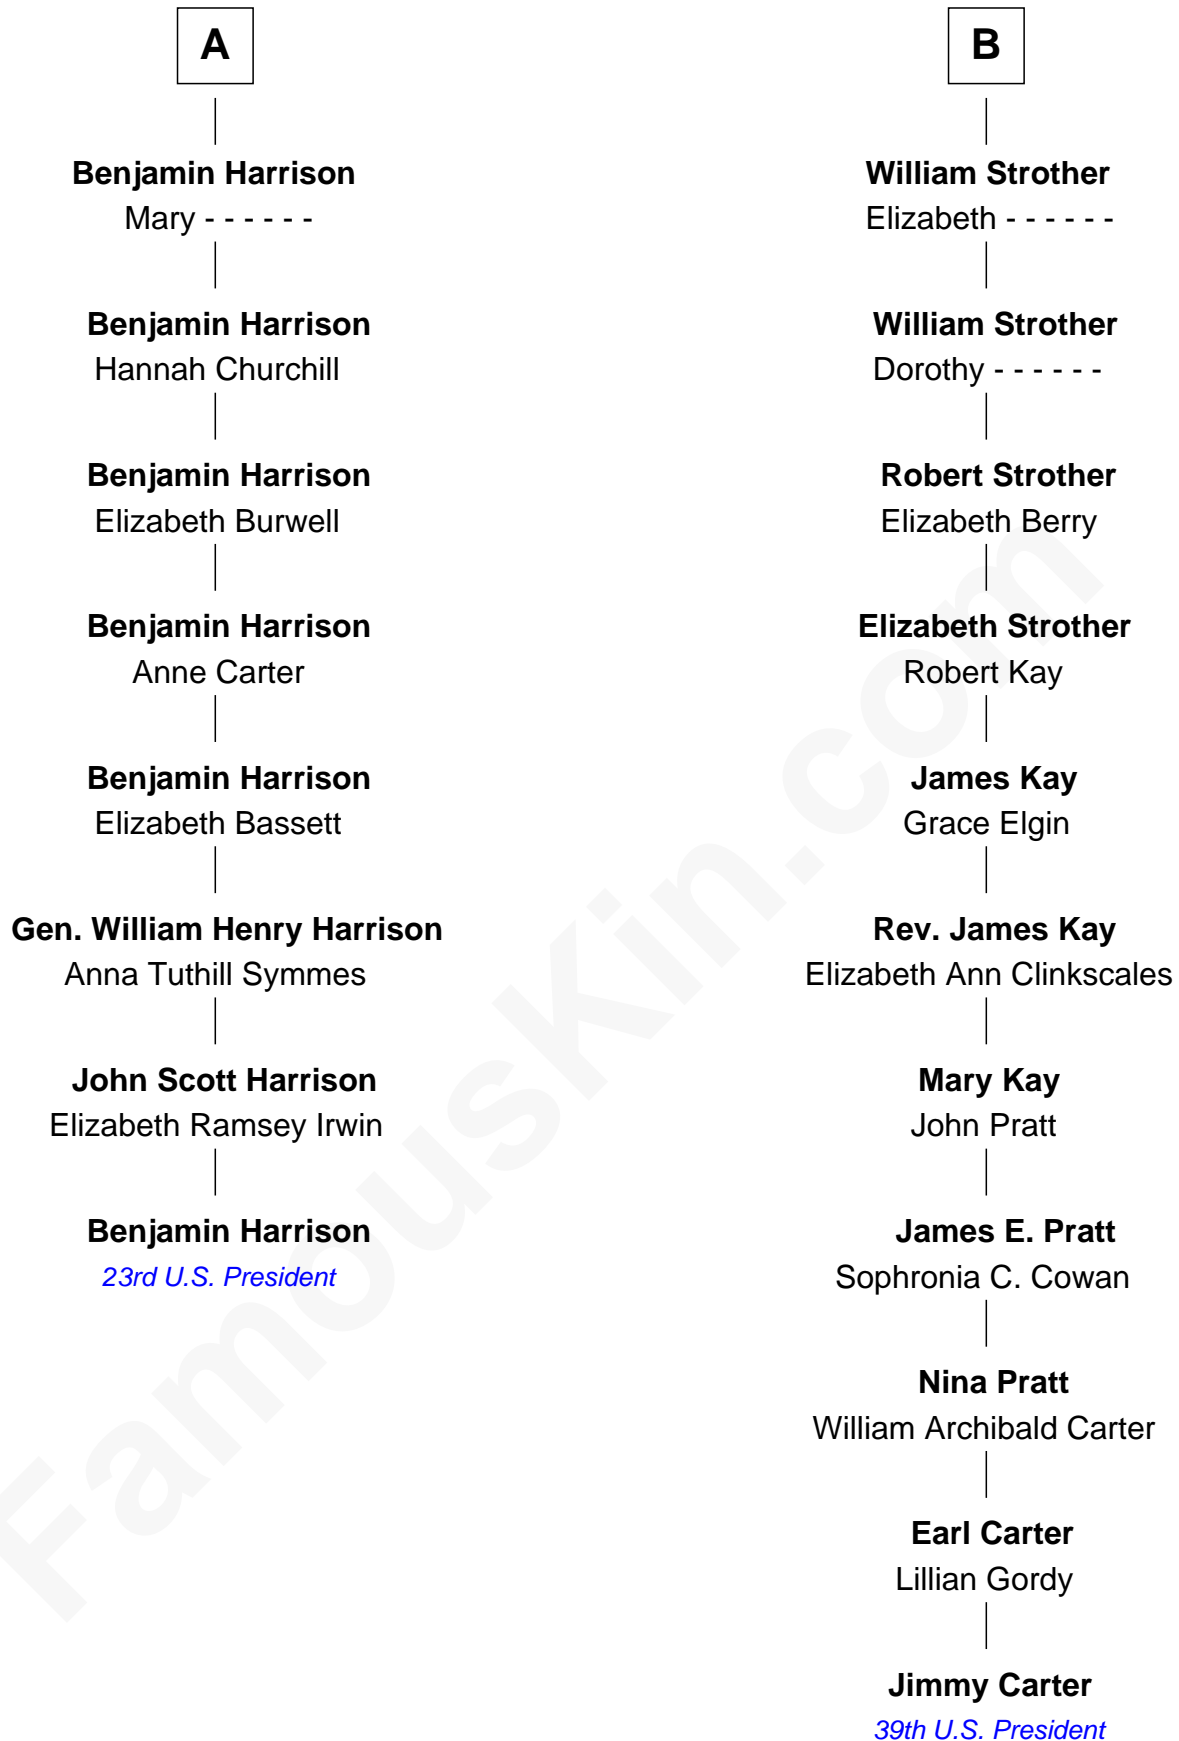 A
Benjamin Harrison
Mary - - - - - -
Benjamin Harrison
Hannah Churchill
Benjamin Harrison
Elizabeth Burwell
Benjamin Harrison
Anne Carter
Benjamin Harrison
Elizabeth Bassett
Gen. William Henry Harrison
Anna Tuthill Symmes
John Scott Harrison
Elizabeth Ramsey Irwin
Benjamin Harrison
23rd U.S. President
B
William Strother
Elizabeth - - - - - -
William Strother
Dorothy - - - - - -
Robert Strother
Elizabeth Berry
Elizabeth Strother
Robert Kay
James Kay
Grace Elgin
Rev. James Kay
Elizabeth Ann Clinkscales
Mary Kay
John Pratt
James E. Pratt
Sophronia C. Cowan
Nina Pratt
William Archibald Carter
Earl Carter
Lillian Gordy
Jimmy Carter
39th U.S. President
FamousKin.com